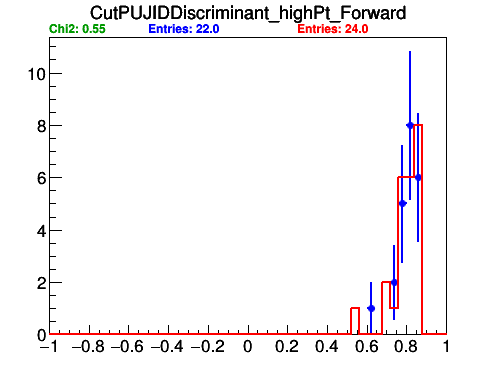 CutPUJIDDiscriminant_highPt_Forward
Chi2: 0.55 Entries: 22.0 Entries: 24.0
10
8
6
4
2
0
−1 −0.8 −0.6 −0.4 −0.2 0 0.2 0.4 0.6 0.8 1